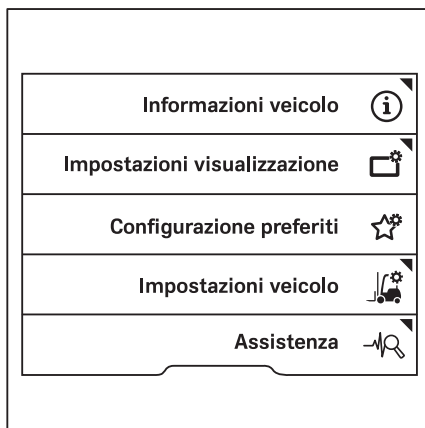 Informazioni veicolo
Impostazioni visualizzazione
Configurazione preferiti
Impostazioni veicolo
Assistenza